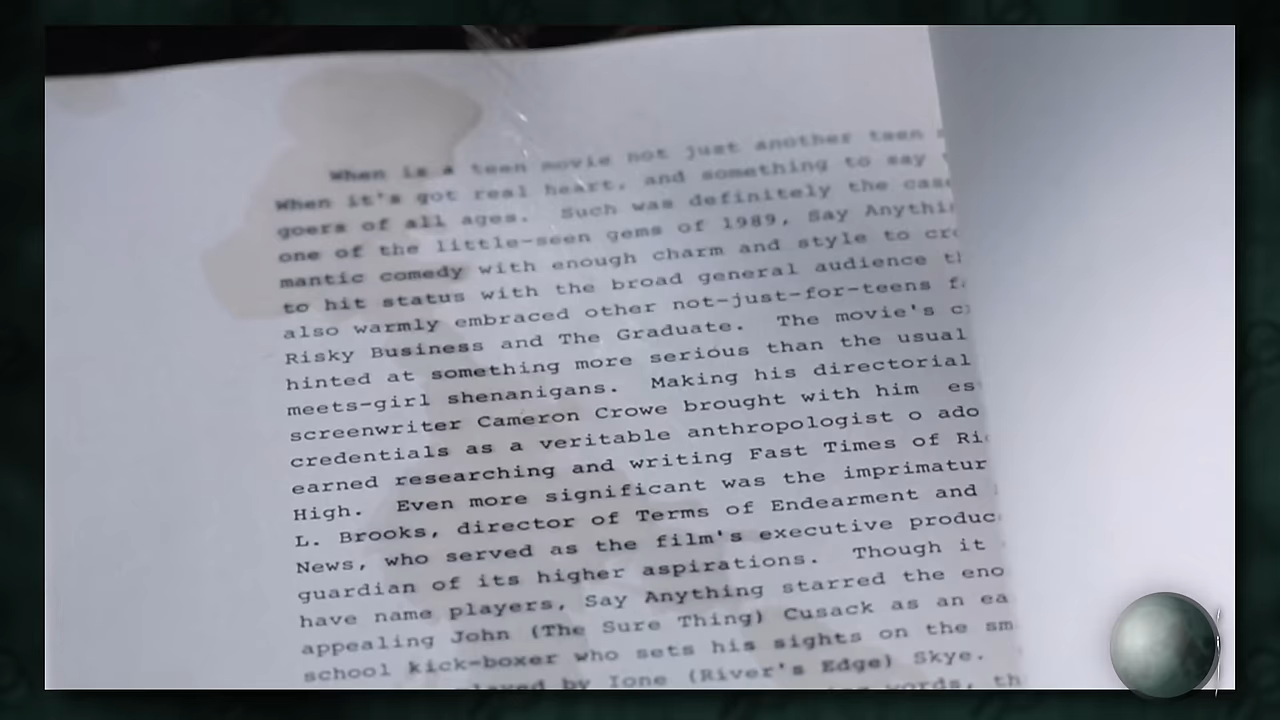 When is a teen movie not just another teen
When it's got real heart, and something to say
goers of all ages. Such was definitely the case
one of the little-seen gems of 1989, Say Anythi
mantic comedy with enough charm and style to cr
to hit status with the broad general audience t
also warmly embraced other not-just-for-teens f
Risky Business and The Graduate. The movie's c
hinted at something more serious than the usual
meets-girl shenanigans. Making his directorial
screenwriter Cameron Crowe brought with him es
credentials as a veritable anthropologist o ado
earned researching and writing Fast Times of Ri
High. Even more significant was the imprimatur
L. Brooks, director of Terms of Endearment and
News, who served as the film's executive produc
guardian of its higher aspirations. Though it
have name players, Say Anything starred the eno
appealing John (The Sure Thing) Cusack as an ea
school kick-boxer who sets his sights on the sm
played by Ione (River's Edge) Skye.
words, th